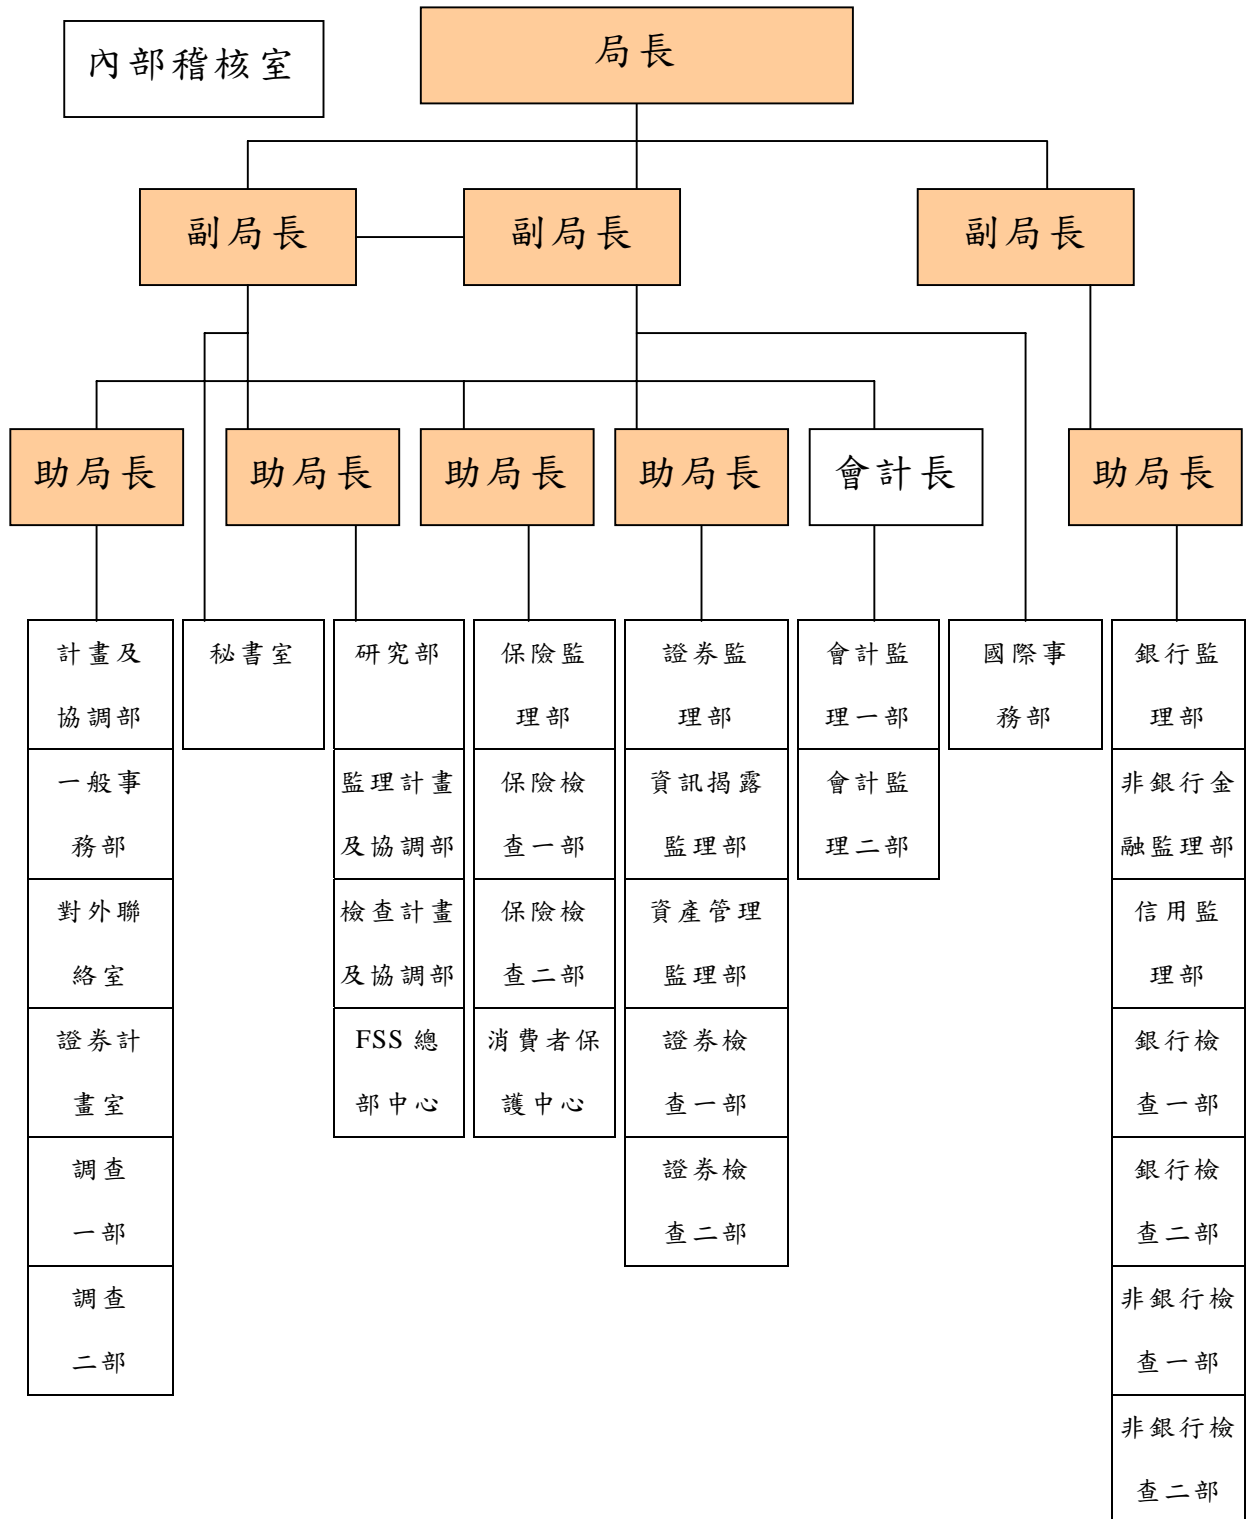 內部稽核室
局長
副局長
副局長
副局長
助局長
助局長
助局長
助局長
會計長
助局長
計畫及
協調部
一般事
務部
對外聯
絡室
證券計
畫室
調查
一部
調查
二部
秘書室
研究部
監理計畫
及協調部
檢查計畫
及協調部
FSS 總
部中心
保險監
理部
保險檢
查一部
保險檢
查二部
消費者保
護中心
證券監
理部
資訊揭露
監理部
資產管理
監理部
證券檢
查一部
證券檢
查二部
會計監
理一部
會計監
理二部
國際事
務部
銀行監
理部
非銀行金
融監理部
信用監
理部
銀行檢
查一部
銀行檢
查二部
非銀行檢
查一部
非銀行檢
查二部